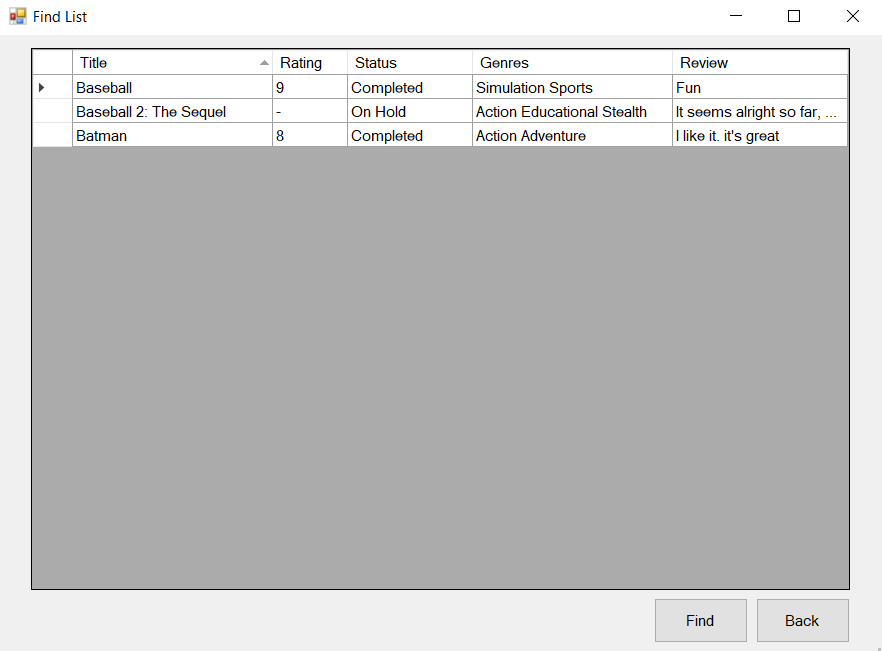 Find List
Title Rating Status Genres Review
Baseball 9 Completed Simulation Sports Fun
Baseball 2: The Sequel - On Hold Action Educational Stealth It seems alright so far, ...
Batman 8 Completed Action Adventure I like it. it's great
Find Back